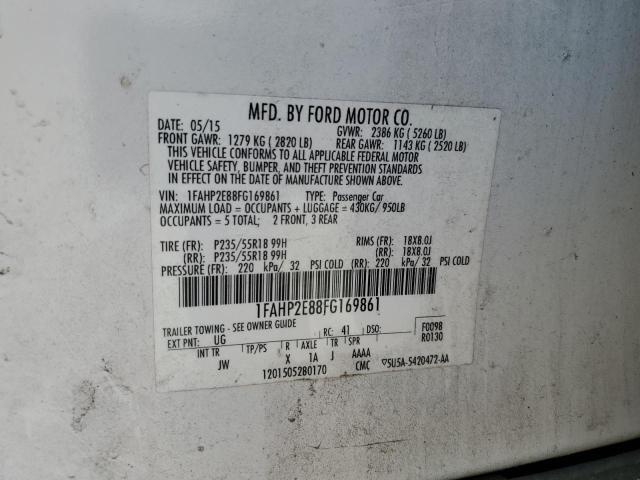 MFD. BY FORD MOTOR CO.
DATE: 05/15 GVWR: 2386 KG ( 5260 LB)
FRONT GAWR: 1279 KG ( 2820 LB) REAR GAWR: 1143 KG ( 2520 LB)
THIS VEHICLE CONFORMS TO ALL APPLICABLE FEDERAL MOTOR
VEHICLE SAFETY, BUMPER, AND THEFT PREVENTION STANDARDS
IN EFFECT ON THE DATE OF MANUFACTURE SHOWN ABOVE.
VIN: 1FAHP2E88FG169861 TYPE: Passenger Car
MAXIMUM LOAD = OCCUPANTS + LUGGAGE = 430KG/ 950LB
OCCUPANTS = 5 TOTAL; 2 FRONT, 3 REAR
TIRE (FR): P235/55R18 99H RIMS (FR): 18X8.0J
(RR): P235/55R18 99H (RR): 18X8.0J
PRESSURE (FR): 220 kPa/ 32 PSI COLD (RR): 220 kPa/ 32 PSI COLD
1FAHP2E88FG169861
TRAILER TOWING - SEE OWNER GUIDE
EXT PNT: UG RC: 41 DSO: F0098
INT TR TP/PS R AXLE TR SPR R0130
JW X 1A J AAAA
1201505280170 CMC 5U5A-5420472-AA